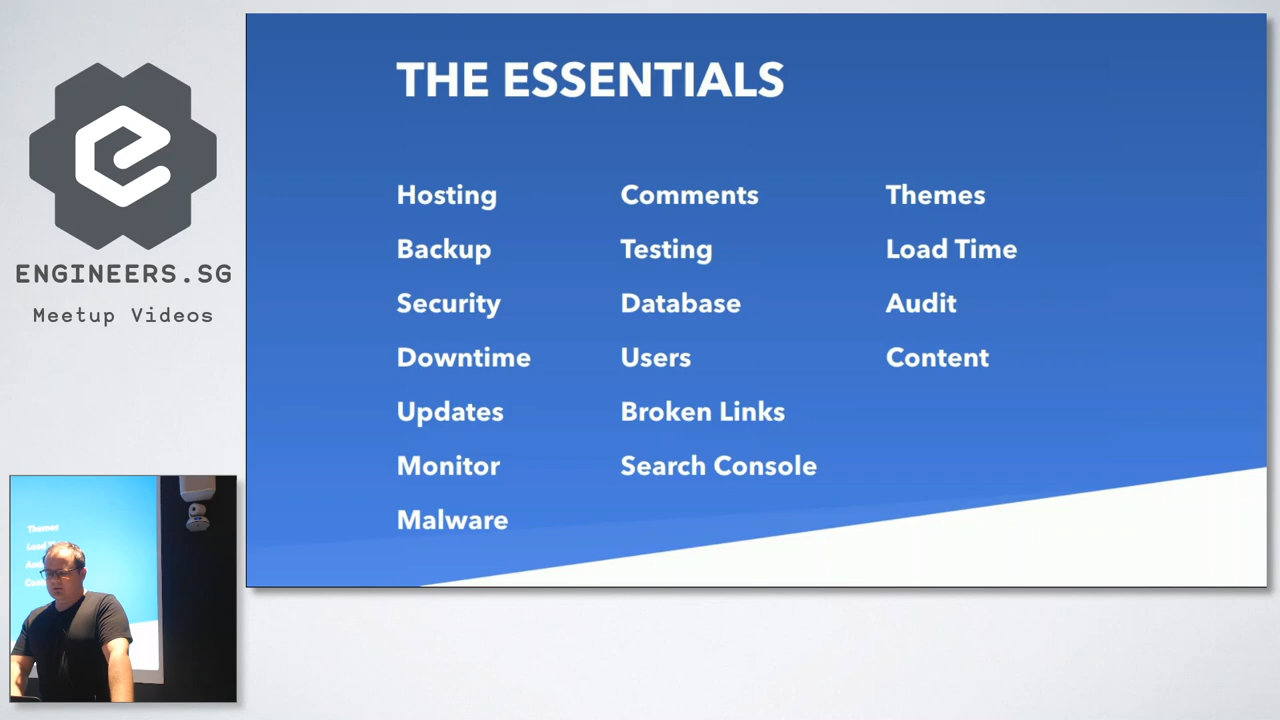 ENGINEERS.SG
Meetup Videos
THE ESSENTIALS
Hosting
Backup
Security
Downtime
Updates
Monitor
Malware
Comments
Testing
Database
Users
Broken Links
Search Console
Themes
Load Time
Audit
Content
Themes